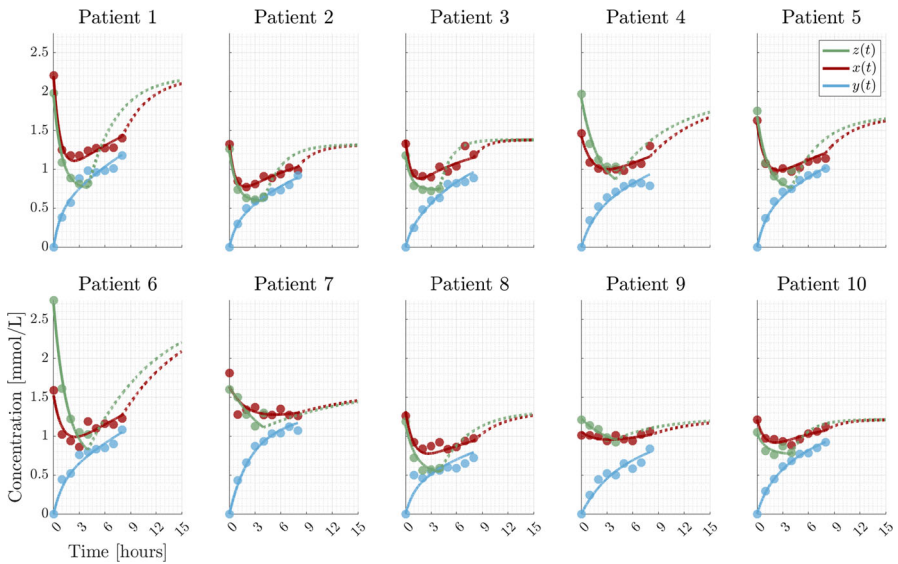 Patient 1
Patient 2
Patient 3
Patient 4
Patient 5
2.5
2
1.5
1
0.5
0
z(t)
x(t)
y(t)
Patient 6
Patient 7
Patient 8
Patient 9
Patient 10
Concentration [mmol/L]
2.5
2
1.5
1
0.5
0
0 3 6 9 12 15
0 3 6 9 12 15
0 3 6 9 12 15
0 3 6 9 12 15
0 3 6 9 12 15
Time [hours]